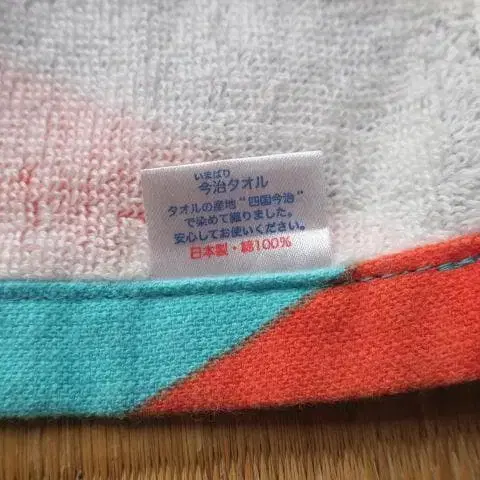 いまばり
今治タオル
タオルの産地“四国今治”
で染めて織りました。
安心してお使いください。
日本製・綿100%